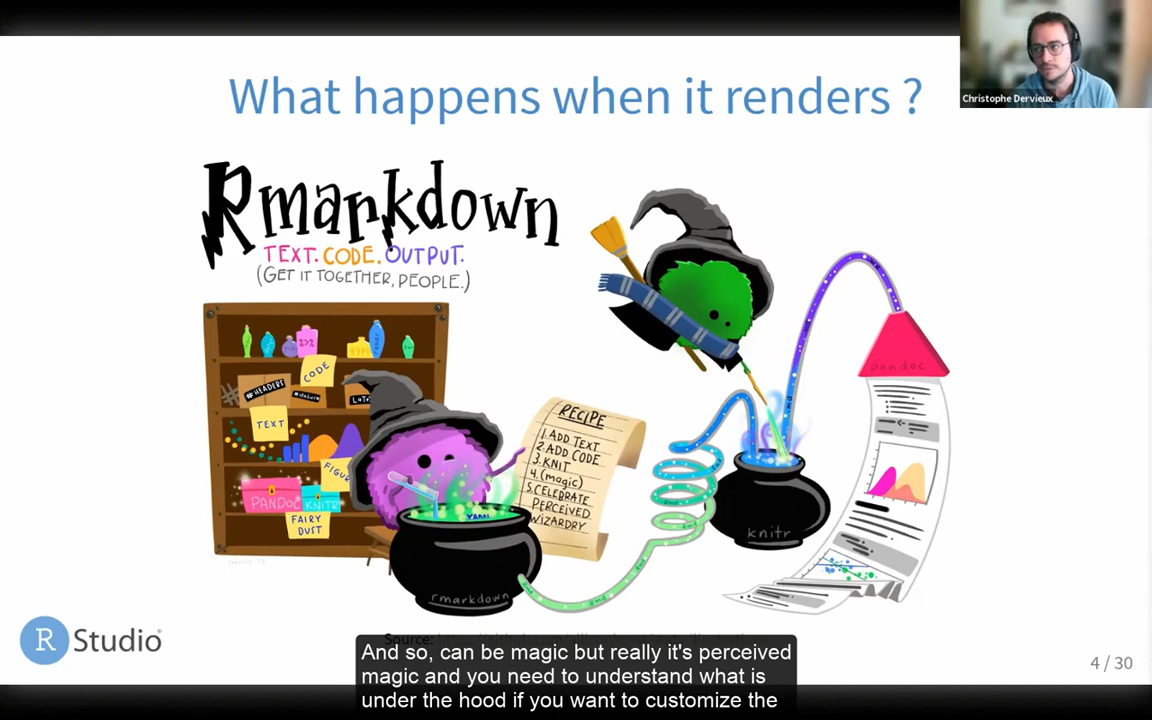 What happens when it renders ?
Christophe Dervieux
Rmarkdown
TEXT. CODE. OUTPUT.
(GET IT TOGETHER, PEOPLE.)
CODE
#HEADERS
TEXT
PANDOC
KNITR
FAIRY
DUST
RECIPE
1. ADD TEXT
2. ADD CODE
3. KNIT
4. (magic)
5. CELEBRATE
PERCEIVED
WIZARDRY
YAML
rmarkdown
knitr
pandoc
R Studio
And so, can be magic but really it's perceived
magic and you need to understand what is
under the hood if you want to customize the
4 / 30